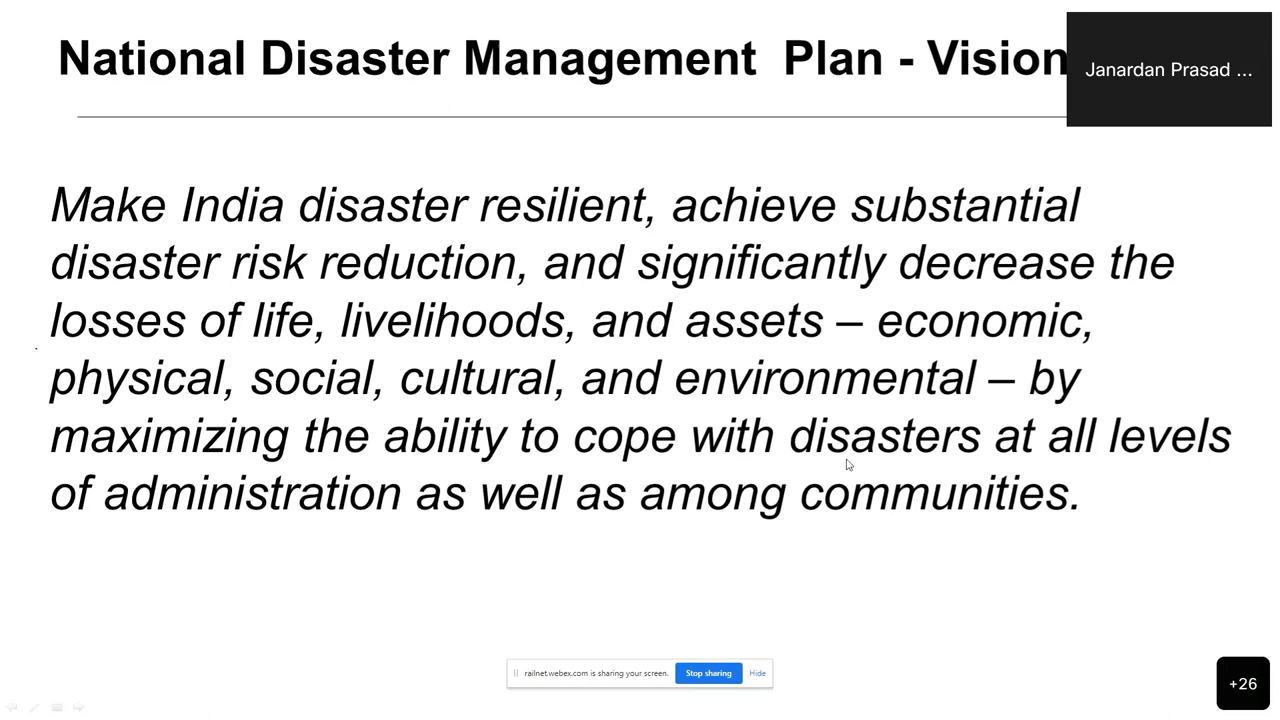 National Disaster Management Plan - Vision
Janardan Prasad ...
Make India disaster resilient, achieve substantial
disaster risk reduction, and significantly decrease the
losses of life, livelihoods, and assets – economic,
physical, social, cultural, and environmental – by
maximizing the ability to cope with disasters at all levels
of administration as well as among communities.
railnet.webex.com is sharing your screen.
Stop sharing
Hide
+26